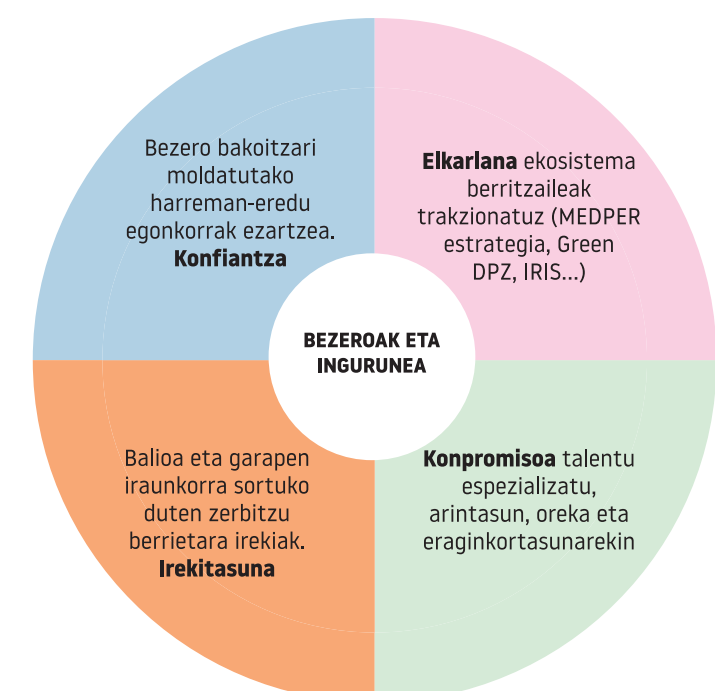 Bezero bakoitzari
moldatutako
harreman-eredu
egonkorrak ezartzea.
Konfiantza
Elkarlana ekosistema
berritzaileak
trakzionatuz (MEDPER
estrategia, Green
DPZ, IRIS...)
BEZEROAK ETA
INGURUNEA
Balioa eta garapen
iraunkorra sortuko
duten zerbitzu
berrietara irekiak.
Irekitasuna
Konpromisoa talentu
espezializatu,
arintasun, oreka eta
eraginkortasunarekin